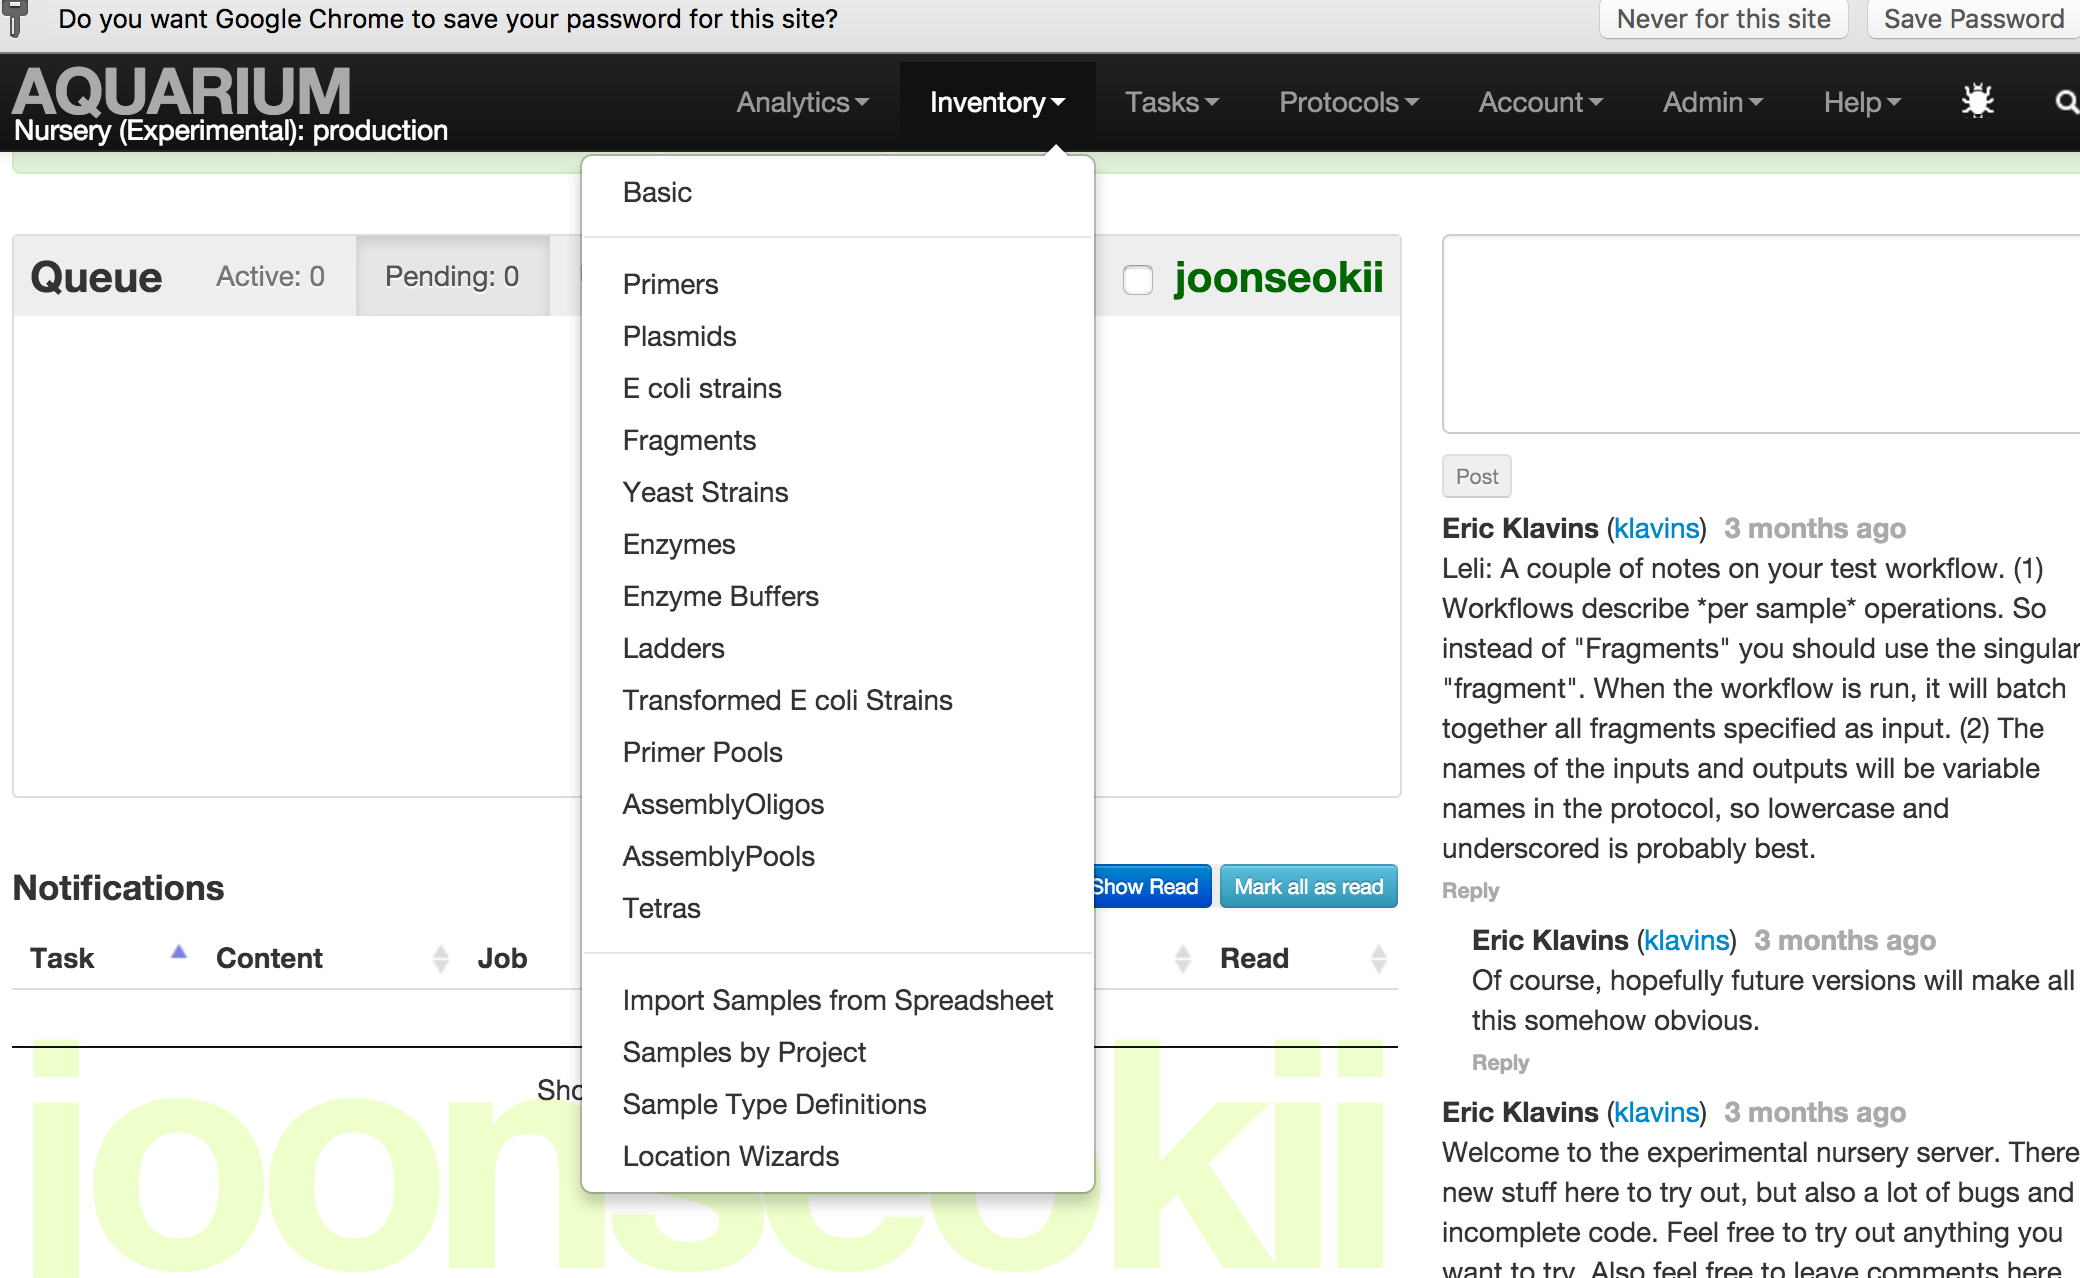 Do you want Google Chrome to save your password for this site?
Never for this site
Save Password
AQUARIUM
Nursery (Experimental): production
Analytics
Inventory
Tasks
Protocols
Account
Admin
Help
Basic
Primers
Plasmids
E coli strains
Fragments
Yeast Strains
Enzymes
Enzyme Buffers
Ladders
Transformed E coli Strains
Primer Pools
AssemblyOligos
AssemblyPools
Tetras
Import Samples from Spreadsheet
Samples by Project
Sample Type Definitions
Location Wizards
Queue
Active: 0
Pending: 0
joonseokii
Notifications
Show Read
Mark all as read
Task
Content
Job
Read
Sho
joonseokii
Post
Eric Klavins (klavins) 3 months ago
Leli: A couple of notes on your test workflow. (1)
Workflows describe *per sample* operations. So
instead of "Fragments" you should use the singular
"fragment". When the workflow is run, it will batch
together all fragments specified as input. (2) The
names of the inputs and outputs will be variable
names in the protocol, so lowercase and
underscored is probably best.
Reply
Eric Klavins (klavins) 3 months ago
Of course, hopefully future versions will make all
this somehow obvious.
Reply
Eric Klavins (klavins) 3 months ago
Welcome to the experimental nursery server. There
new stuff here to try out, but also a lot of bugs and
incomplete code. Feel free to try out anything you
want to try. Also feel free to leave comments here